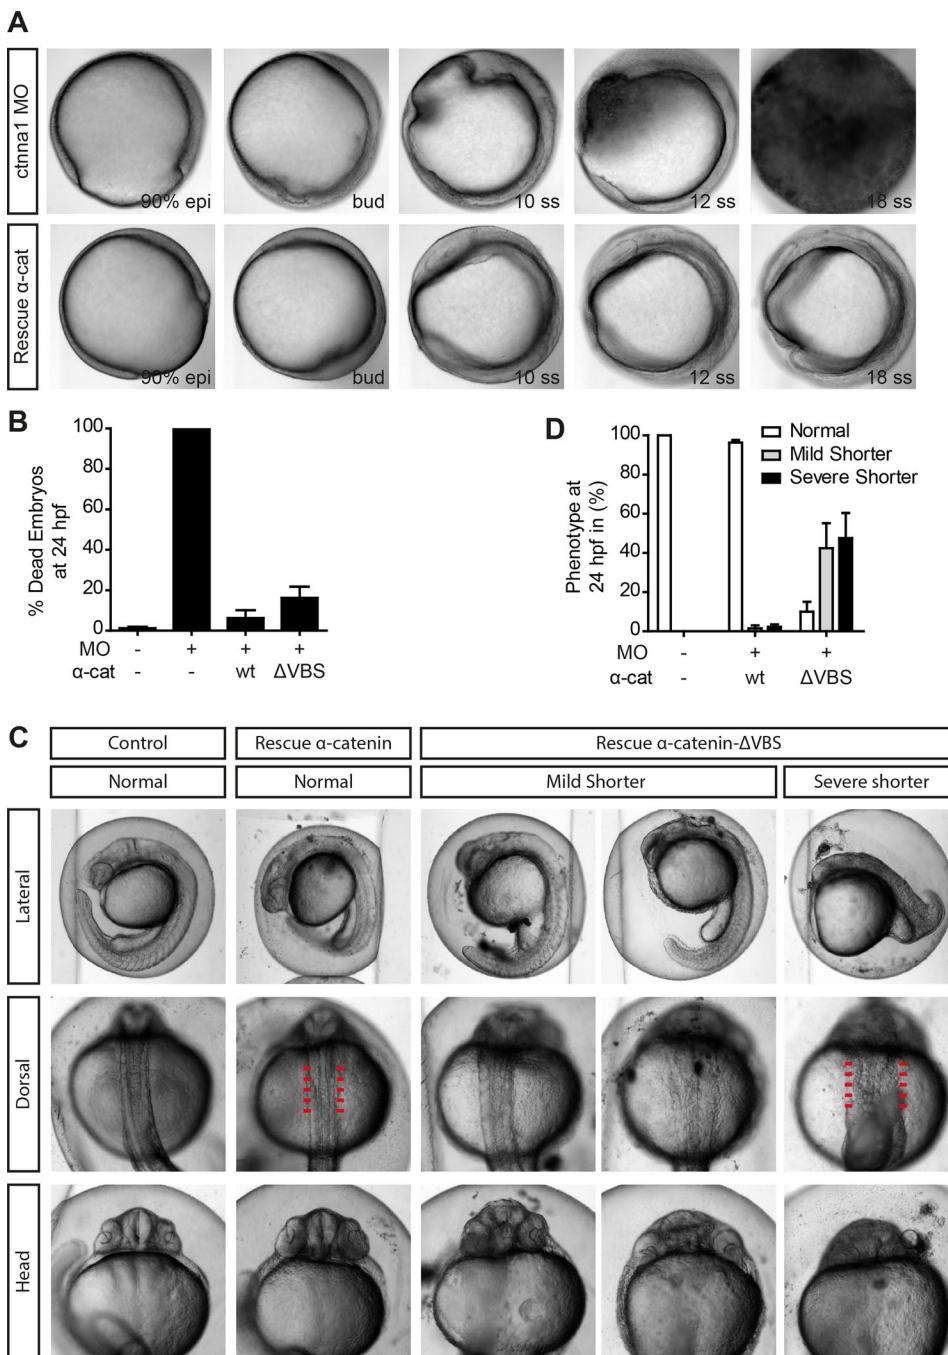 A
ctnna1 MO
90% epi
bud
10 ss
12 ss
18 ss
Rescue α-cat
90% epi
bud
10 ss
12 ss
18 ss
B
% Dead Embryos
at 24 hpf
100
80
60
40
20
0
MO - + + +
α-cat - - wt ΔVBS
D
Normal
Mild Shorter
Severe Shorter
Phenotype at
24 hpf in (%)
100
80
60
40
20
0
MO - + +
α-cat - wt ΔVBS
C
Control
Rescue α-catenin
Rescue α-catenin-ΔVBS
Normal
Normal
Mild Shorter
Severe shorter
Lateral
Dorsal
Head